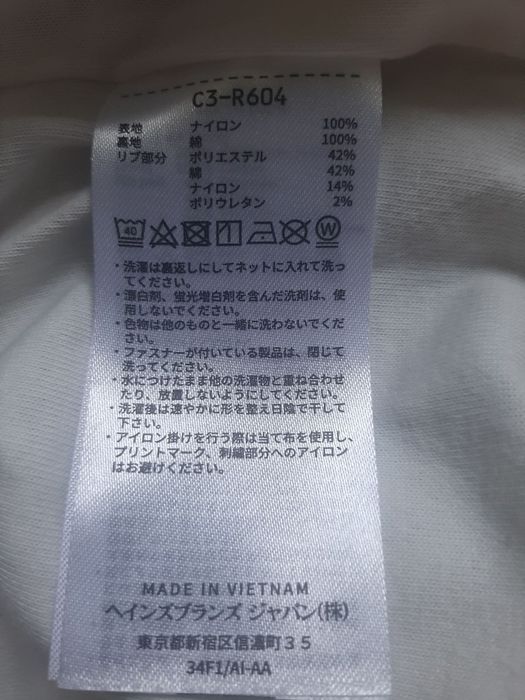 C3-R604
表地 ナイロン 100%
裏地 綿 100%
リブ部分 ポリエステル 42%
綿 42%
ナイロン 14%
ポリウレタン 2%
40 W
・洗濯は裏返しにしてネットに入れて洗っ
てください。
・漂白剤、蛍光増白剤を含んだ洗剤は、使
用しないでください。
・色物は他のものと一緒に洗わないでくだ
さい。
・ファスナーが付いている製品は、閉じて
洗ってください。
・水につけたまま他の洗濯物と重ね合わせ
たり、放置しないようにしてください。
・洗濯後は速やかに形を整え日陰で干して
下さい。
・アイロン掛けを行う際は当て布を使用し、
プリントマーク、刺繍部分へのアイロン
はお避けください。
MADE IN VIETNAM
ヘインズブランズ ジャパン(株)
東京都新宿区信濃町３５
34F1/AI-AA